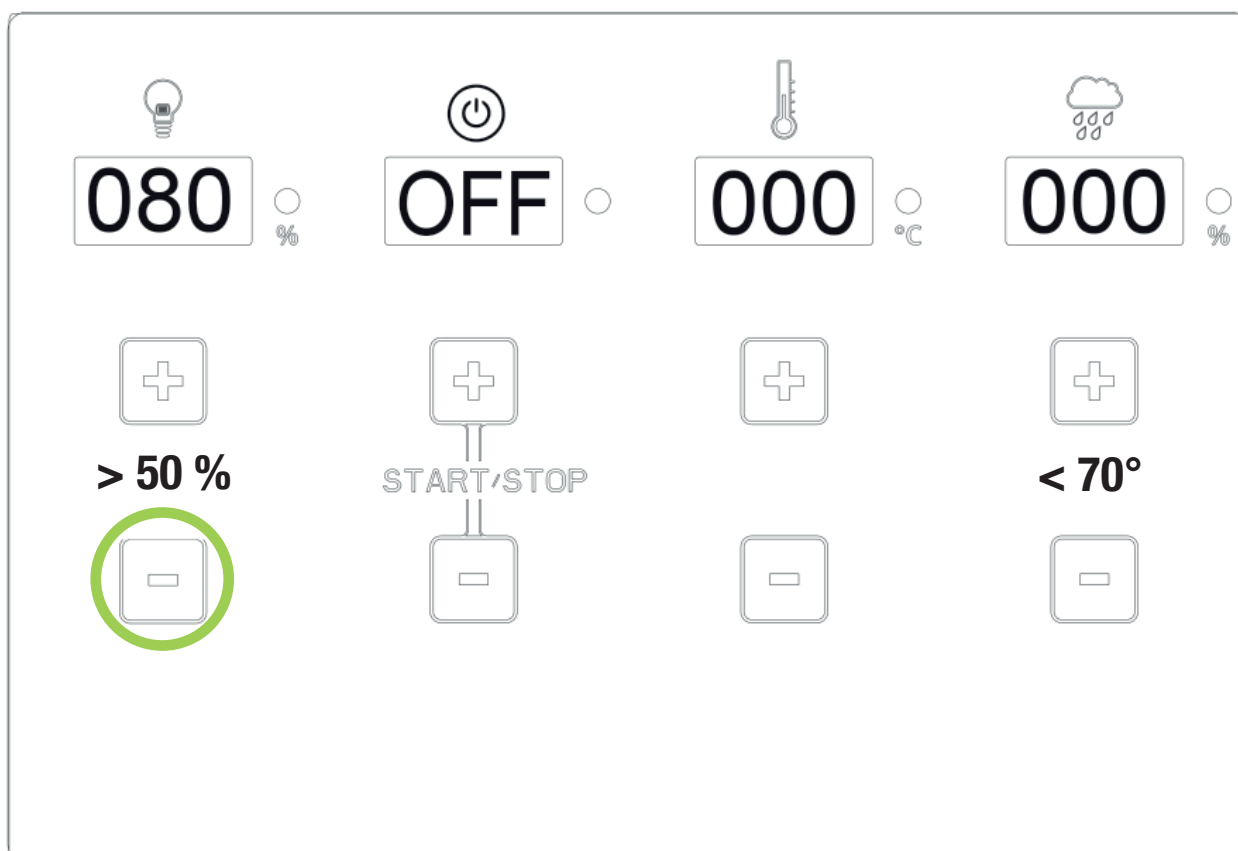 080 OFF 000 000
% °C %
+ + + +
> 50 % START/STOP < 70°
- - - -